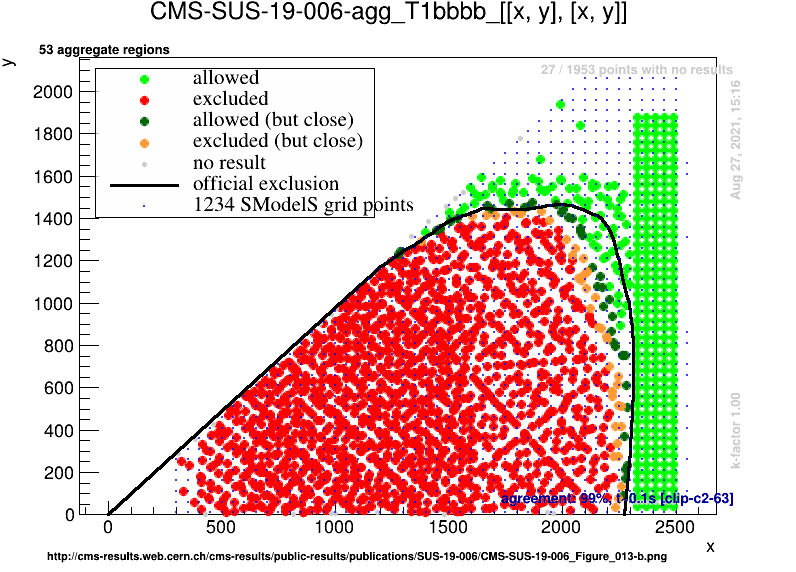 CMS-SUS-19-006-agg_T1bbbb_[[x, y], [x, y]]
53 aggregate regions
y
27 / 1953 points with no results
allowed
excluded
allowed (but close)
excluded (but close)
no result
official exclusion
1234 SModelS grid points
2000
1800
1600
1400
1200
1000
800
600
400
200
0
Aug 27, 2021, 15:16
k-factor 1.00
agreement: 99%, t=0.1s [clip-c2-63]
0
500
1000
1500
2000
2500
x
http://cms-results.web.cern.ch/cms-results/public-results/publications/SUS-19-006/CMS-SUS-19-006_Figure_013-b.png